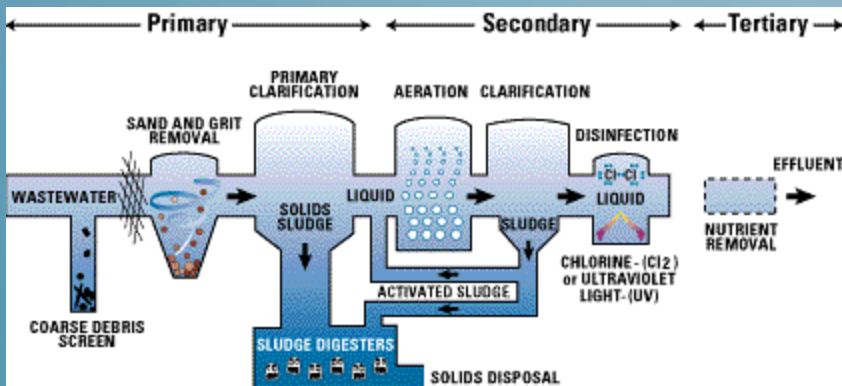 Primary
Secondary
Tertiary
PRIMARY
CLARIFICATION
AERATION
CLARIFICATION
SAND AND GRIT
REMOVAL
DISINFECTION
EFFLUENT
WASTEWATER
LIQUID
Cl Cl
LIQUID
SOLIDS
SLUDGE
SLUDGE
NUTRIENT
REMOVAL
CHLORINE-(Cl2)
or ULTRAVIOLET
LIGHT-(UV)
ACTIVATED SLUDGE
COARSE DEBRIS
SCREEN
SLUDGE DIGESTERS
SOLIDS DISPOSAL